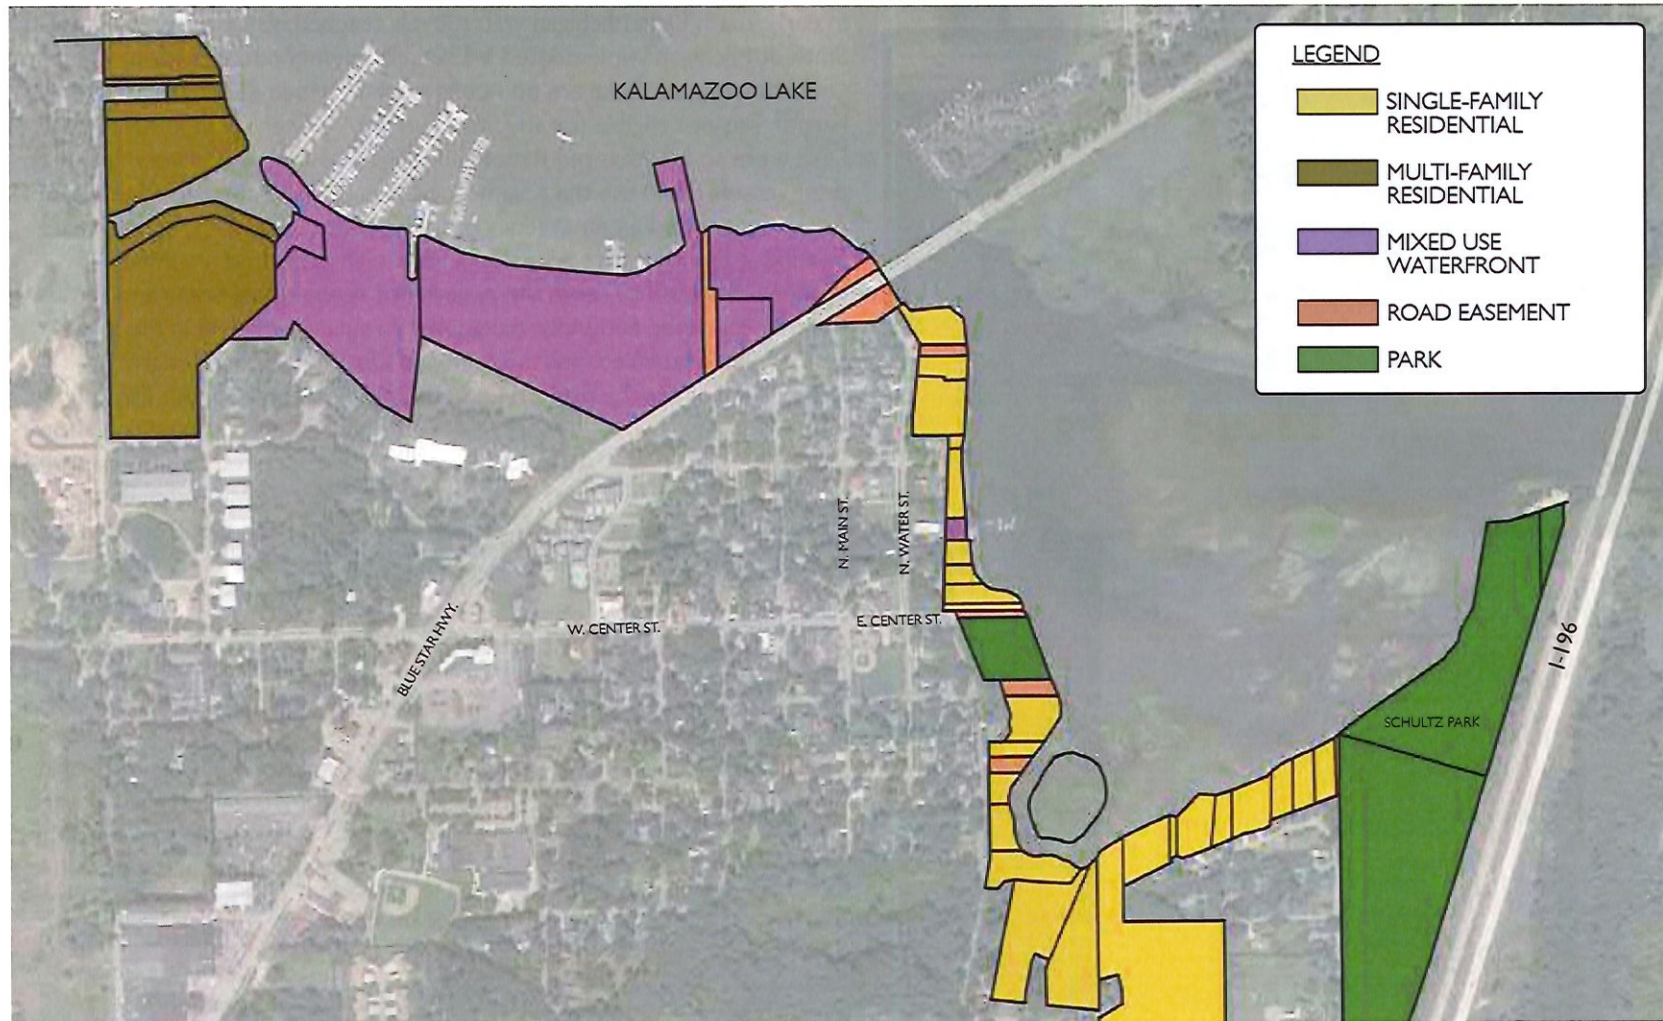 KALAMAZOO LAKE
LEGEND
SINGLE-FAMILY
RESIDENTIAL
MULTI-FAMILY
RESIDENTIAL
MIXED USE
WATERFRONT
ROAD EASEMENT
PARK
N. MAIN ST.
N. WATER ST.
W. CENTER ST.
E. CENTER ST.
BLUE STAR HWY.
I-196
SCHULTZ PARK